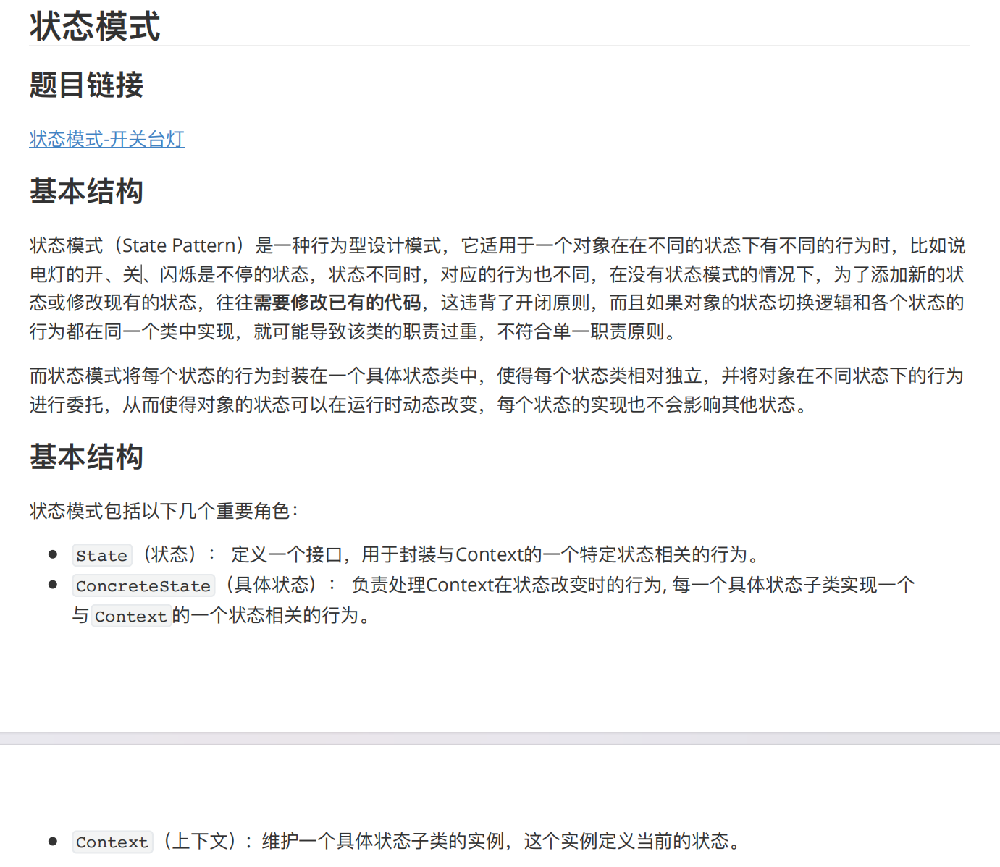 状态模式
题目链接
状态模式-开关台灯
基本结构
状态模式（State Pattern）是一种行为型设计模式，它适用于一个对象在在不同的状态下有不同的行为时，比如说
电灯的开、关、闪烁是不停的状态，状态不同时，对应的行为也不同，在没有状态模式的情况下，为了添加新的状
态或修改现有的状态，往往需要修改已有的代码，这违背了开闭原则，而且如果对象的状态切换逻辑和各个状态的
行为都在同一个类中实现，就可能导致该类的职责过重，不符合单一职责原则。
而状态模式将每个状态的行为封装在一个具体状态类中，使得每个状态类相对独立，并将对象在不同状态下的行为
进行委托，从而使得对象的状态可以在运行时动态改变，每个状态的实现也不会影响其他状态。
基本结构
状态模式包括以下几个重要角色：
● State（状态）： 定义一个接口，用于封装与Context的一个特定状态相关的行为。
● ConcreteState（具体状态）： 负责处理Context在状态改变时的行为, 每一个具体状态子类实现一个
与Context的一个状态相关的行为。
● Context（上下文）: 维护一个具体状态子类的实例，这个实例定义当前的状态。